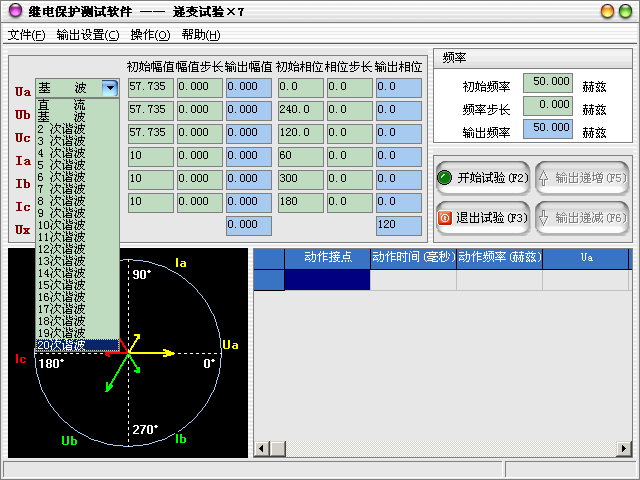 继电保护测试软件 —— 递变试验×7
文件(F) 输出设置(C) 操作(O) 帮助(H)
初始幅值 幅值步长 输出幅值 初始相位 相位步长 输出相位
Ua 基 波 57.735 0.000 0.000 0.0 0.0 0.0
Ub 57.735 0.000 0.000 240.0 0.0 0.0
Uc 57.735 0.000 0.000 120.0 0.0 0.0
Ia 10 0.000 0.000 60 0.0 0.0
Ib 10 0.000 0.000 300 0.0 0.0
Ic 10 0.000 0.000 180 0.0 0.0
Ux 0.000 120
直 流
基 波
2 次谐波
3 次谐波
4 次谐波
5 次谐波
6 次谐波
7 次谐波
8 次谐波
9 次谐波
10次谐波
11次谐波
12次谐波
13次谐波
14次谐波
15次谐波
16次谐波
17次谐波
18次谐波
19次谐波
20次谐波
频率
初始频率 50.000 赫兹
频率步长 0.000 赫兹
输出频率 50.000 赫兹
开始试验(F2) 输出递增(F5)
退出试验(F3) 输出递减(F6)
Ia
90°
Ua
Ic
180° 0°
270°
Ub Ib
动作接点 动作时间(毫秒) 动作频率(赫兹) Ua